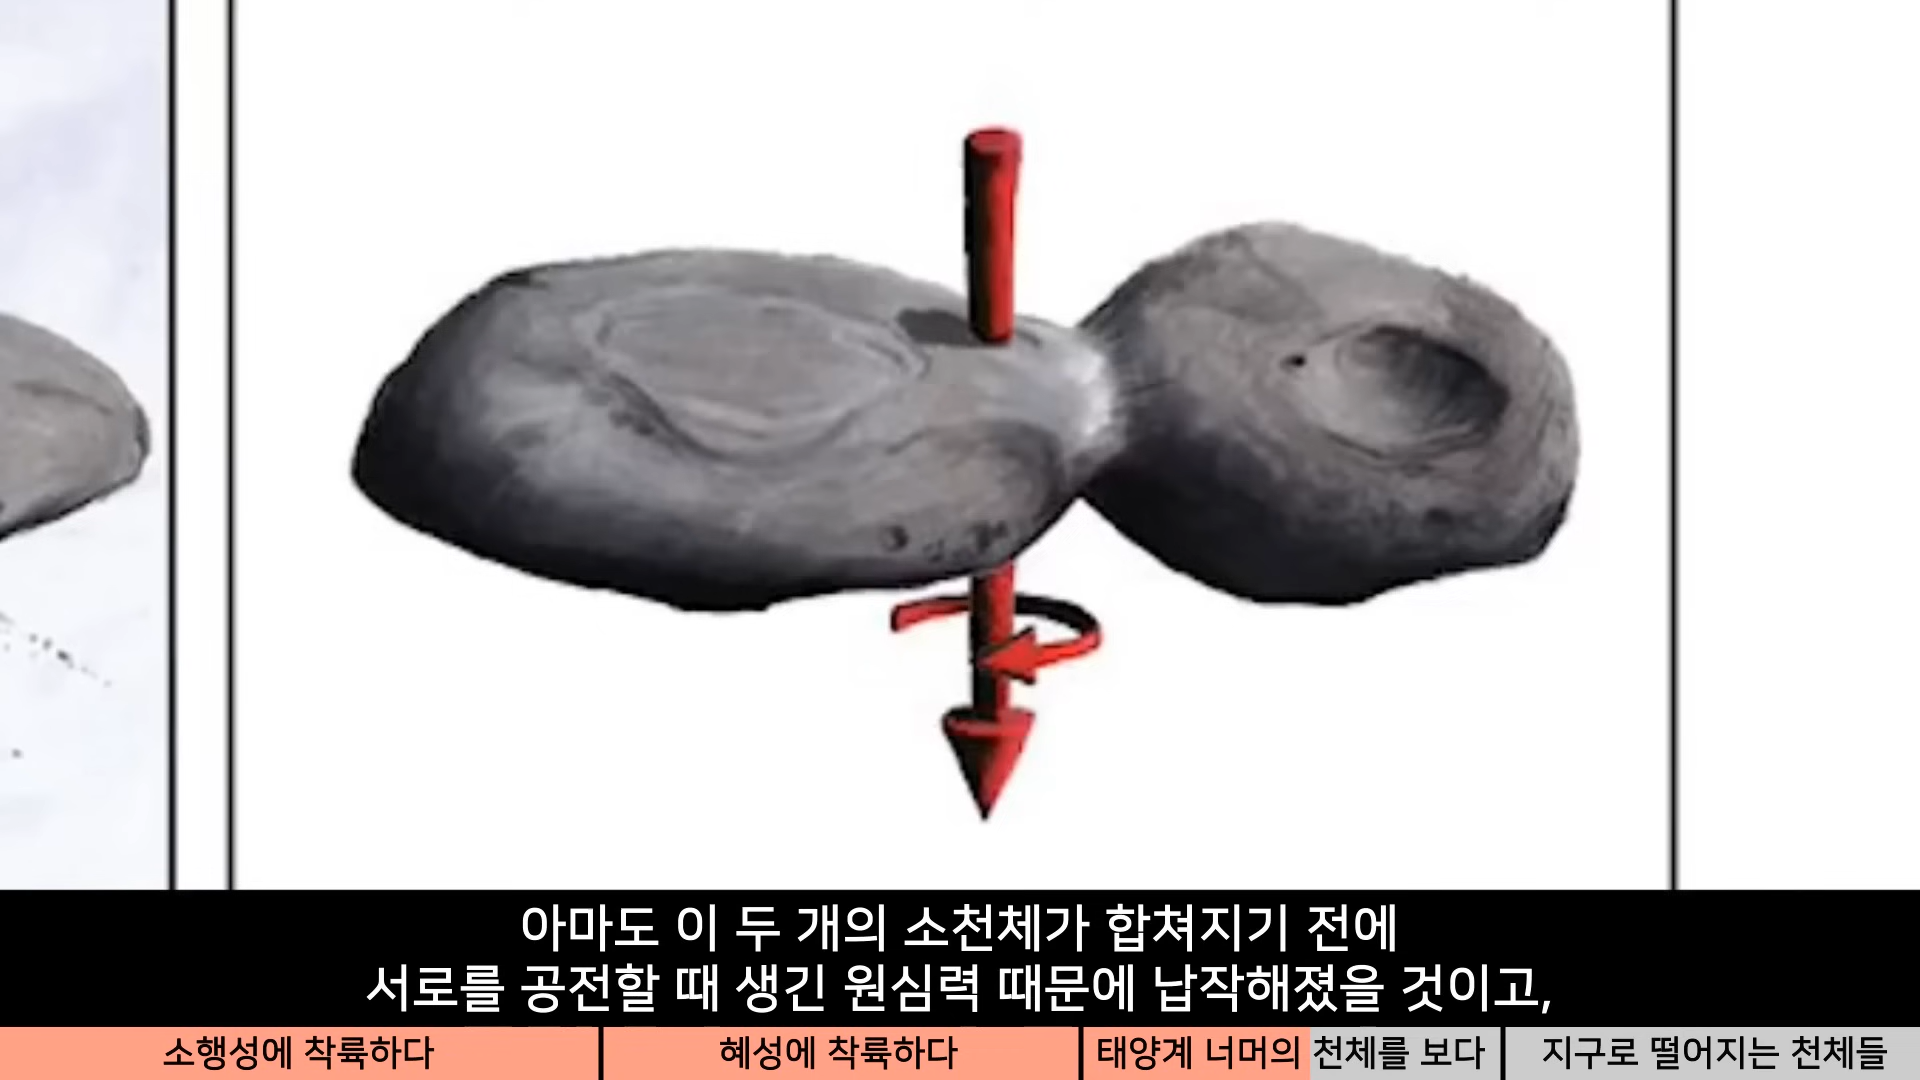 아마도 이 두 개의 소천체가 합쳐지기 전에
서로를 공전할 때 생긴 원심력 때문에 납작해졌을 것이고,
소행성에 착륙하다
혜성에 착륙하다
태양계 너머의 천체를 보다
지구로 떨어지는 천체들